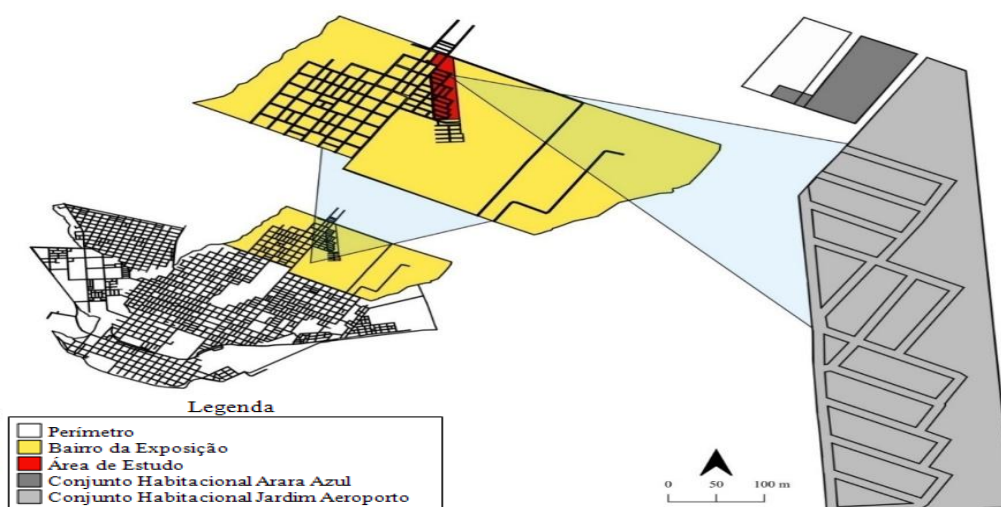 Legenda
Perímetro
Bairro da Exposição
Área de Estudo
Conjunto Habitacional Arara Azul
Conjunto Habitacional Jardim Aeroporto
0 50 100 m